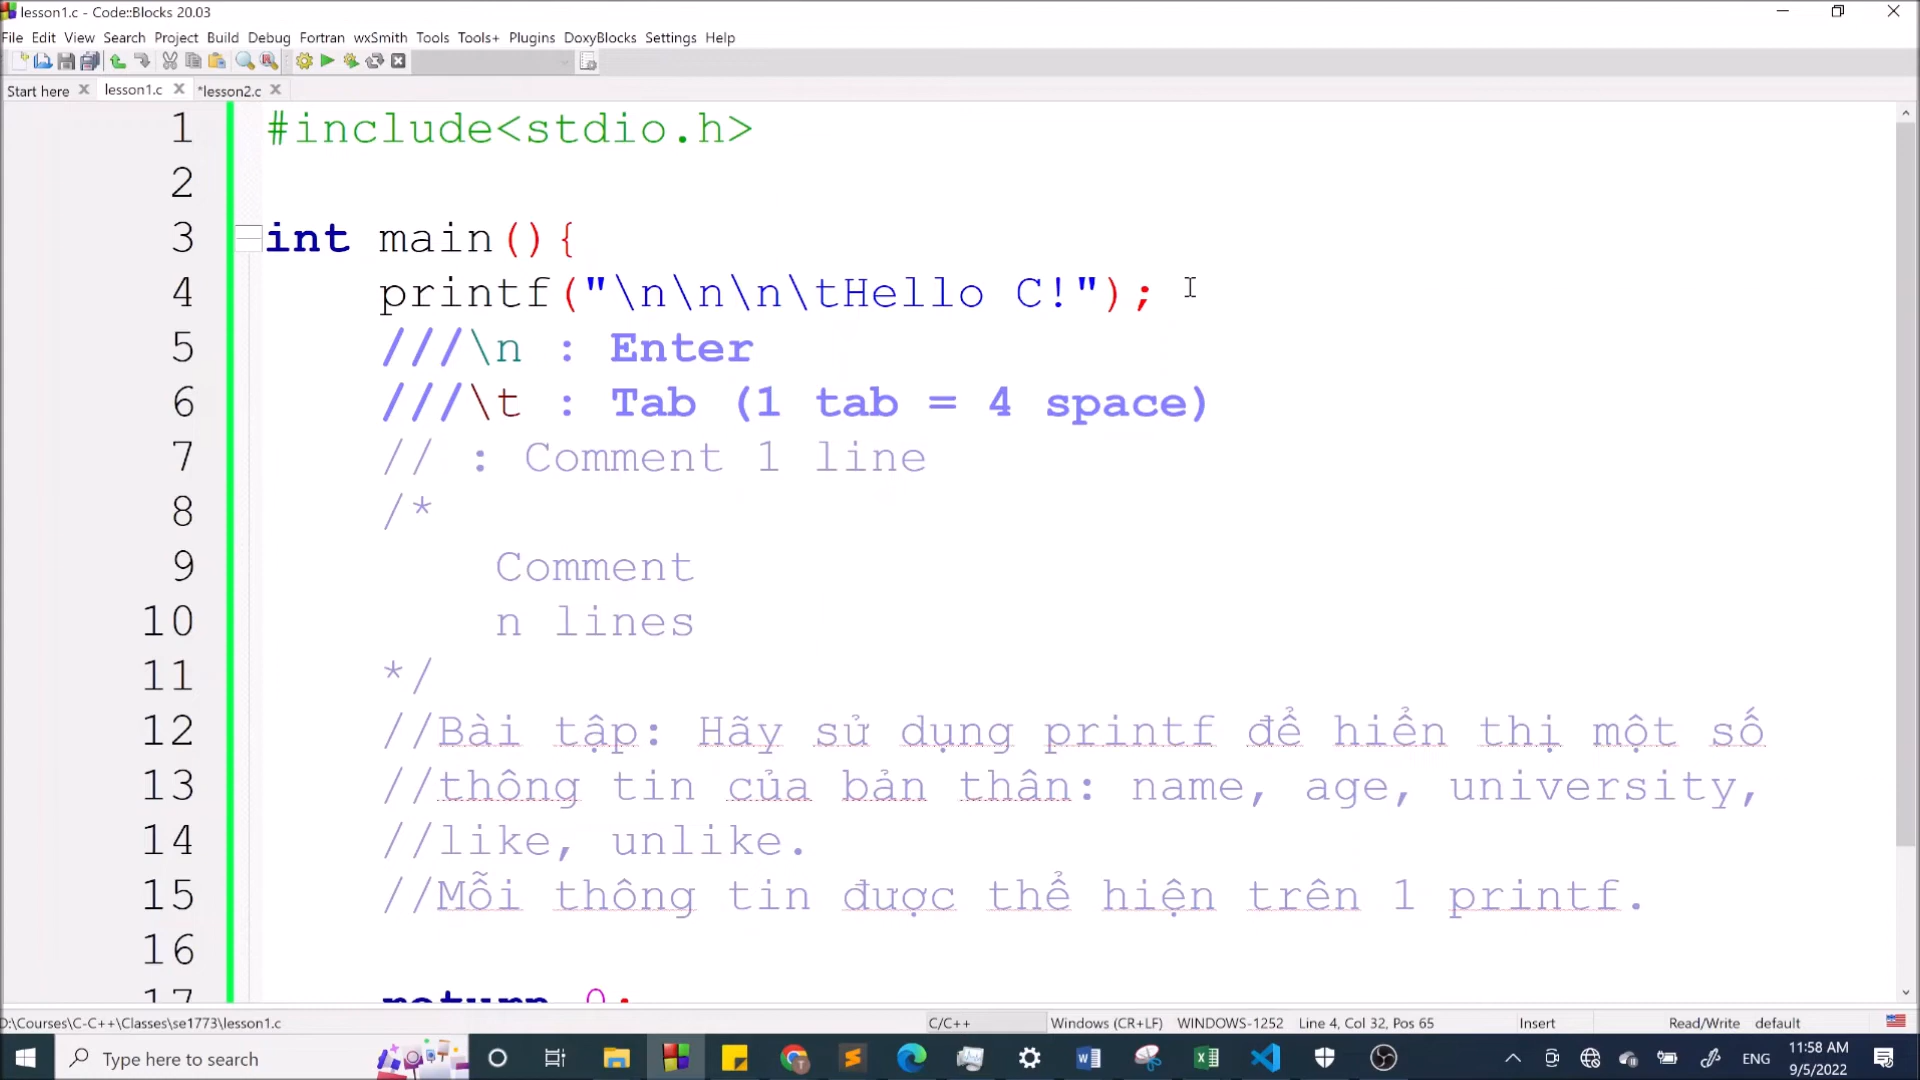 lesson1.c - Code::Blocks 20.03
File Edit View Search Project Build Debug Fortran wxSmith Tools Tools+ Plugins DoxyBlocks Settings Help
Start here lesson1.c *lesson2.c
1 #include<stdio.h>
2
3 int main(){
4 printf("\n\n\n\tHello C!");
5 ///\n : Enter
6 ///\t : Tab (1 tab = 4 space)
7 // : Comment 1 line
8 /*
9 Comment
10 n lines
11 */
12 //Bài tập: Hãy sử dụng printf để hiển thị một số
13 //thông tin của bản thân: name, age, university,
14 //like, unlike.
15 //Mỗi thông tin được thể hiện trên 1 printf.
16
17 return 0;
D:\Courses\C-C++\Classes\se1773\lesson1.c C/C++ Windows (CR+LF) WINDOWS-1252 Line 4, Col 32, Pos 65 Insert Read/Write default
Type here to search ENG 11:58 AM
9/5/2022